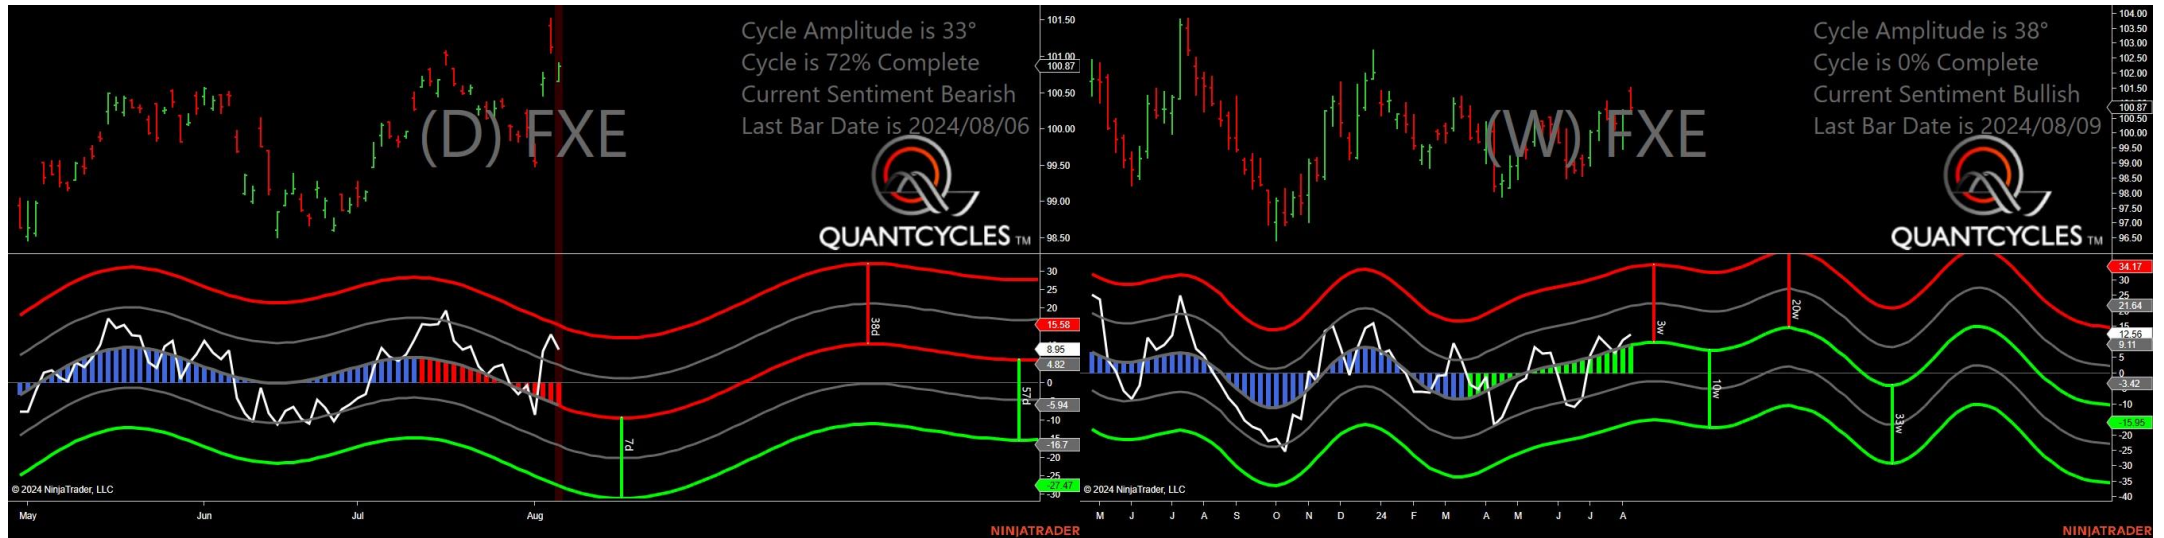 Cycle Amplitude is 33°
Cycle is 72% Complete
Current Sentiment Bearish
Last Bar Date is 2024/08/06
(D) FXE
QUANTCYCLES TM
101.50
101.00
100.87
100.50
100.00
99.50
99.00
98.50
30
25
20
15.58
8.95
4.82
0
-5.94
-10
-16.7
-20
-25
-27.47
-30
38d
7d
57d
© 2024 NinjaTrader, LLC
May Jun Jul Aug
NINJATRADER
Cycle Amplitude is 38°
Cycle is 0% Complete
Current Sentiment Bullish
Last Bar Date is 2024/08/09
(W) FXE
QUANTCYCLES TM
104.00
103.50
103.00
102.50
102.00
101.50
100.87
100.50
100.00
99.50
99.00
98.50
98.00
97.50
97.00
96.50
34.17
30
25
21.64
15
12.56
9.11
5
0
-3.42
-10
-15.95
-20
-25
-30
-35
-40
3w
20w
10w
33w
© 2024 NinjaTrader, LLC
M J J A S O N D 24 F M A M J J A
NINJATRADER